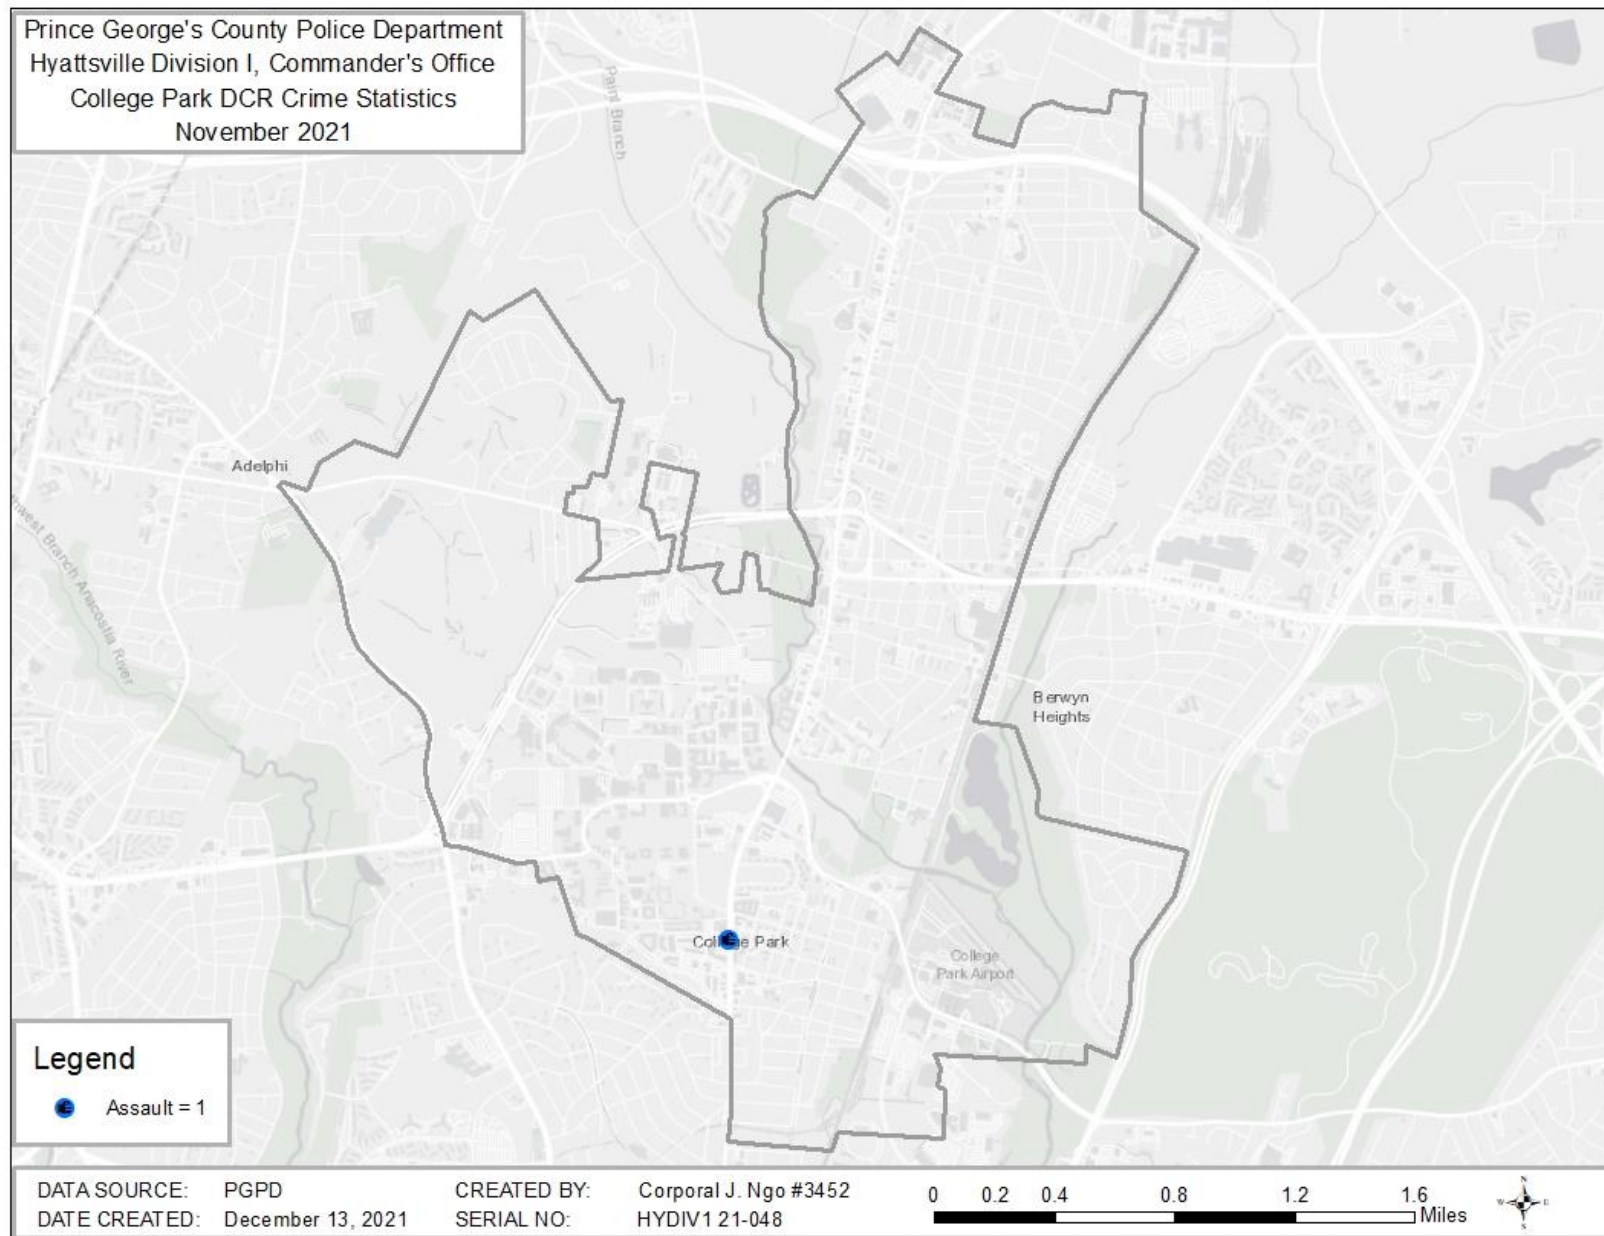 Prince George's County Police Department
Hyattsville Division I, Commander's Office
College Park DCR Crime Statistics
November 2021
Paint Branch
Adelphi
Branch Anacostia River
Berwyn
Heights
College Park
College
Park Airport
Legend
Assault = 1
DATA SOURCE: PGPD CREATED BY: Corporal J. Ngo #3452
DATE CREATED: December 13, 2021 SERIAL NO: HYDIV1 21-048
0 0.2 0.4 0.8 1.2 1.6
Miles
N
W E
S